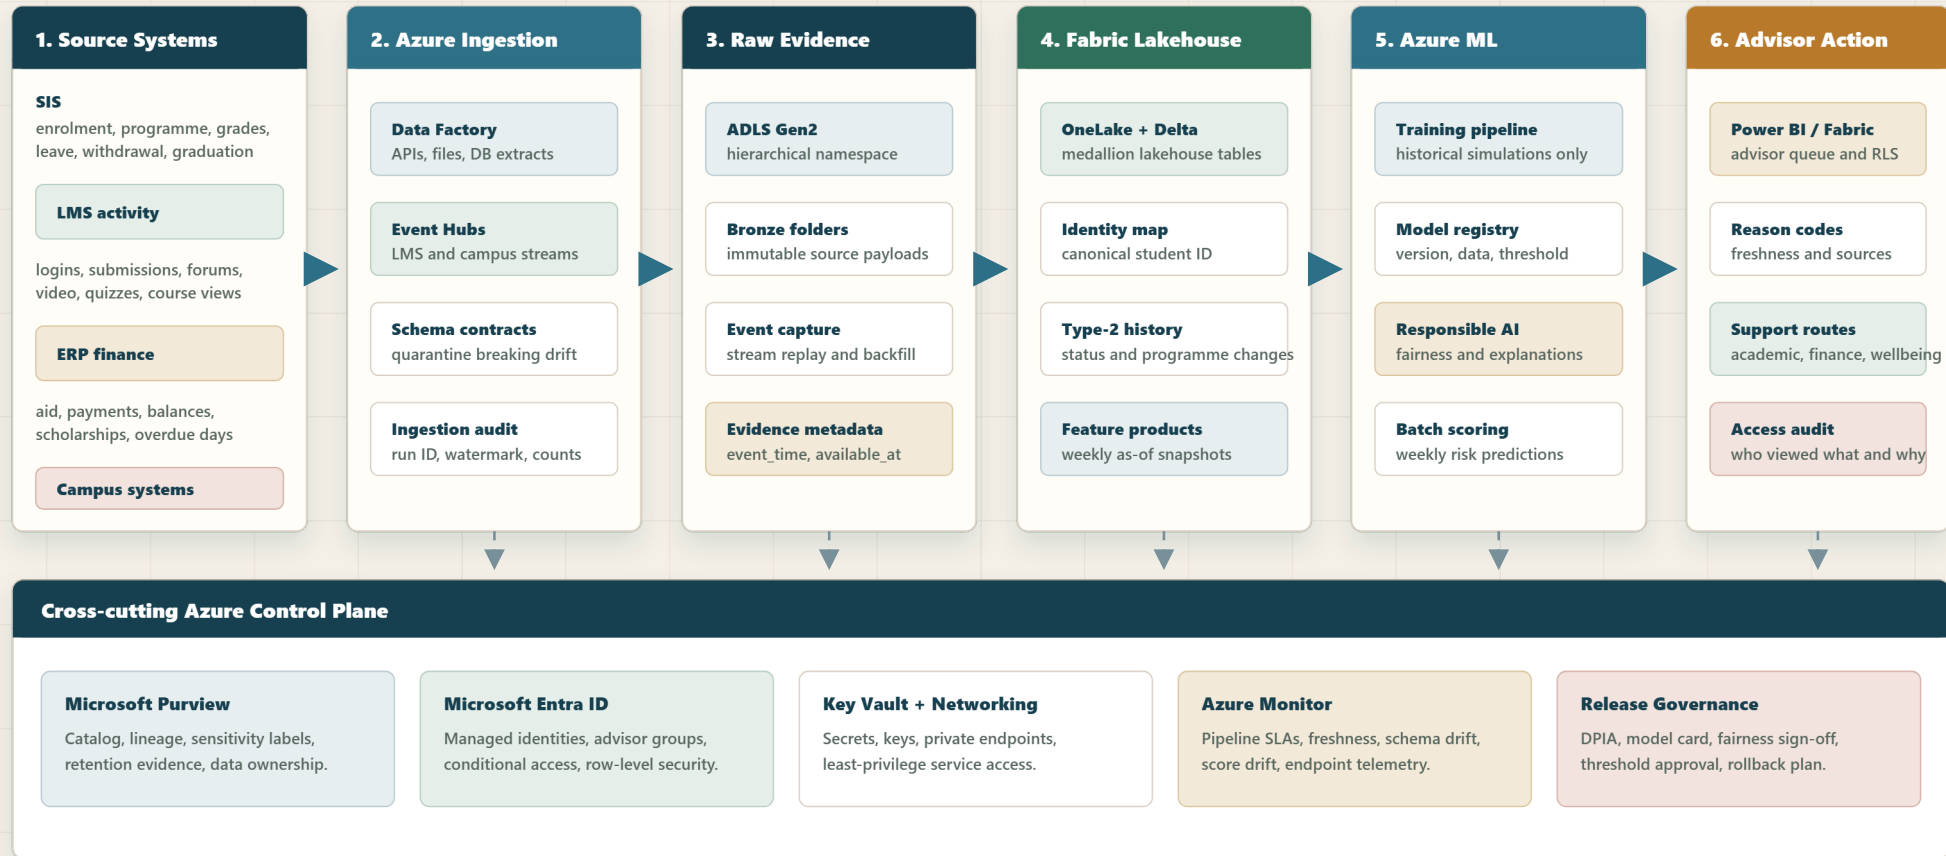 1. Source Systems
SIS
enrolment, programme, grades,
leave, withdrawal, graduation
LMS activity
logins, submissions, forums,
video, quizzes, course views
ERP finance
aid, payments, balances,
scholarships, overdue days
Campus systems
2. Azure Ingestion
Data Factory
APIs, files, DB extracts
Event Hubs
LMS and campus streams
Schema contracts
quarantine breaking drift
Ingestion audit
run ID, watermark, counts
3. Raw Evidence
ADLS Gen2
hierarchical namespace
Bronze folders
immutable source payloads
Event capture
stream replay and backfill
Evidence metadata
event_time, available_at
4. Fabric Lakehouse
OneLake + Delta
medallion lakehouse tables
Identity map
canonical student ID
Type-2 history
status and programme changes
Feature products
weekly as-of snapshots
5. Azure ML
Training pipeline
historical simulations only
Model registry
version, data, threshold
Responsible AI
fairness and explanations
Batch scoring
weekly risk predictions
6. Advisor Action
Power BI / Fabric
advisor queue and RLS
Reason codes
freshness and sources
Support routes
academic, finance, wellbeing
Access audit
who viewed what and why
Cross-cutting Azure Control Plane
Microsoft Purview
Catalog, lineage, sensitivity labels,
retention evidence, data ownership.
Microsoft Entra ID
Managed identities, advisor groups,
conditional access, row-level security.
Key Vault + Networking
Secrets, keys, private endpoints,
least-privilege service access.
Azure Monitor
Pipeline SLAs, freshness, schema drift,
score drift, endpoint telemetry.
Release Governance
DPIA, model card, fairness sign-off,
threshold approval, rollback plan.